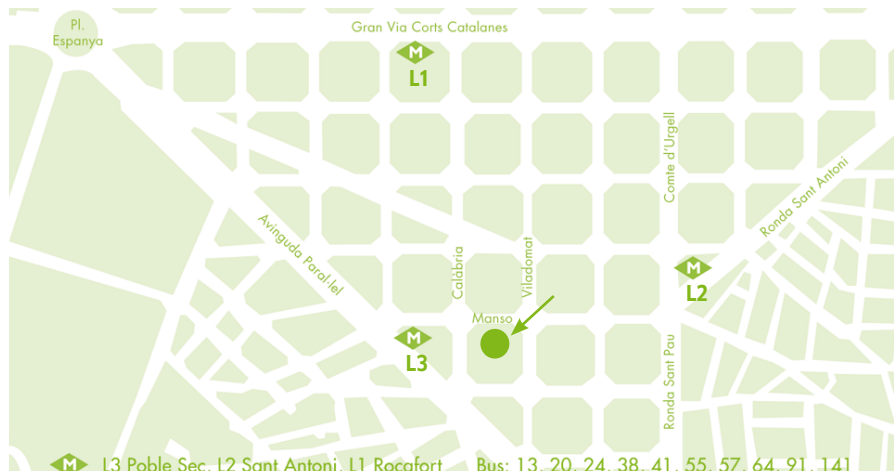 Pl.
Espanya
Gran Via Corts Catalanes
M
L1
Comte d'Urgell
Ronda Sant Antoni
Avinguda Paral·lel
Calàbria
Viladomat
M
L2
Manso
M
L3
Ronda Sant Pau
M L3 Poble Sec, L2 Sant Antoni, L1 Rocafort Bus: 13, 20, 24, 38, 41, 55, 57, 64, 91, 141